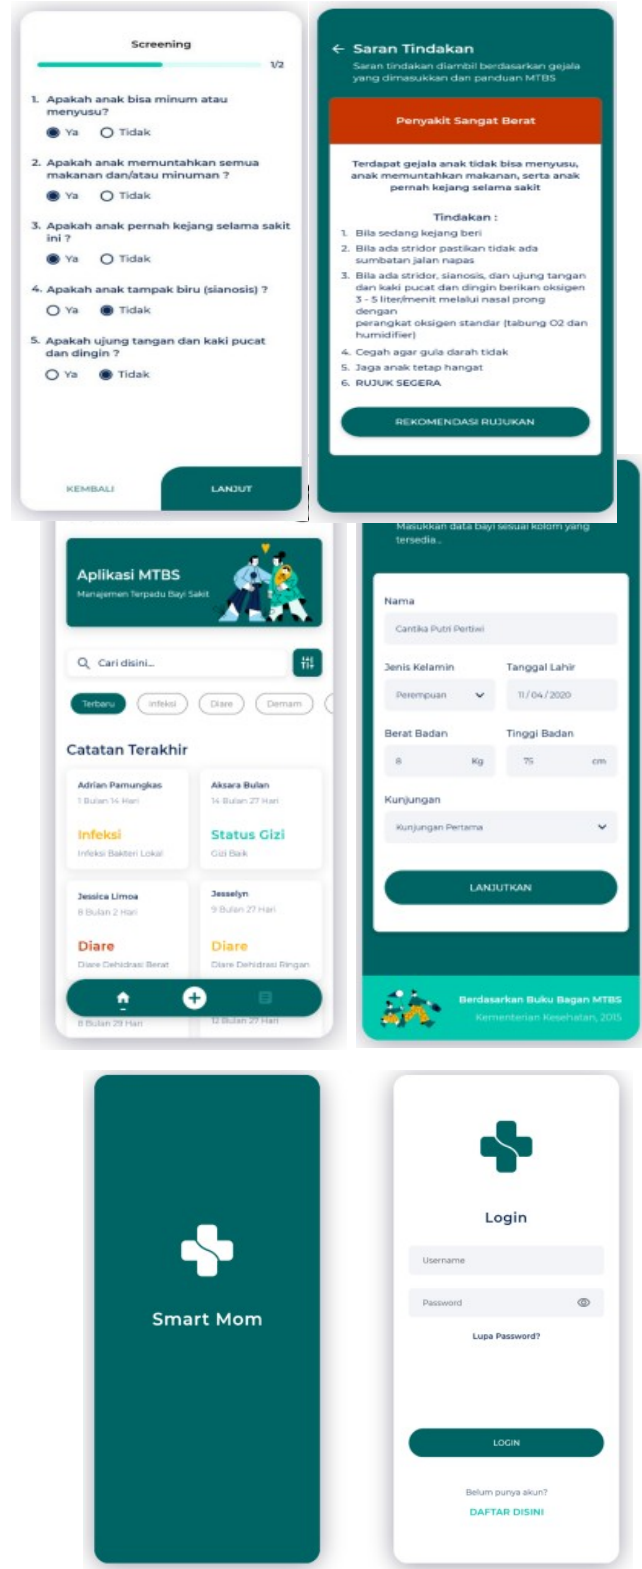 Screening
1/2
1. Apakah anak bisa minum atau
menyusu?
Ya Tidak
2. Apakah anak memuntahkan semua
makanan dan/atau minuman ?
Ya Tidak
3. Apakah anak pernah kejang selama sakit
ini ?
Ya Tidak
4. Apakah anak tampak biru (sianosis) ?
Ya Tidak
5. Apakah ujung tangan dan kaki pucat
dan dingin ?
Ya Tidak
KEMBALI LANJUT
Saran Tindakan
Saran tindakan diambil berdasarkan gejala
yang dimasukkan dan panduan MTBS
Penyakit Sangat Berat
Terdapat gejala anak tidak bisa menyusu,
anak memuntahkan makanan, serta anak
pernah kejang selama sakit
Tindakan :
1. Bila sedang kejang beri
2. Bila ada stridor pastikan tidak ada
sumbatan jalan napas
3. Bila ada stridor, sianosis, dan ujung tangan
dan kaki pucat dan dingin berikan oksigen
3 - 5 liter/menit melalui nasal prong
dengan
perangkat oksigen standar (tabung O2 dan
humidifier)
4. Cegah agar gula darah tidak
5. Jaga anak tetap hangat
6. RUJUK SEGERA
REKOMENDASI RUJUKAN
Aplikasi MTBS
Manajemen Terpadu Bayi Sakit
Cari disini...
Terbaru Infeksi Diare Demam
Catatan Terakhir
Adrian Pamungkas
1 Bulan 14 Hari
Infeksi
Infeksi Bakteri Lokal
Aksara Bulan
14 Bulan 27 Hari
Status Gizi
Gizi Baik
Jessica Limoa
8 Bulan 2 Hari
Diare
Diare Dehidrasi Berat
Jesselyn
9 Bulan 27 Hari
Diare
Diare Dehidrasi Ringan
8 Bulan 29 Hari
12 Bulan 27 Hari
Masukkan data bayi sesuai kolom yang
tersedia..
Nama
Cantika Putri Pertiwi
Jenis Kelamin Tanggal Lahir
Perempuan 11/04/2020
Berat Badan Tinggi Badan
8 Kg 75 cm
Kunjungan
Kunjungan Pertama
LANJUTKAN
Berdasarkan Buku Bagan MTBS
Kementerian Kesehatan, 2015
Smart Mom
Login
Username
Password
Lupa Password?
LOGIN
Belum punya akun?
DAFTAR DISINI